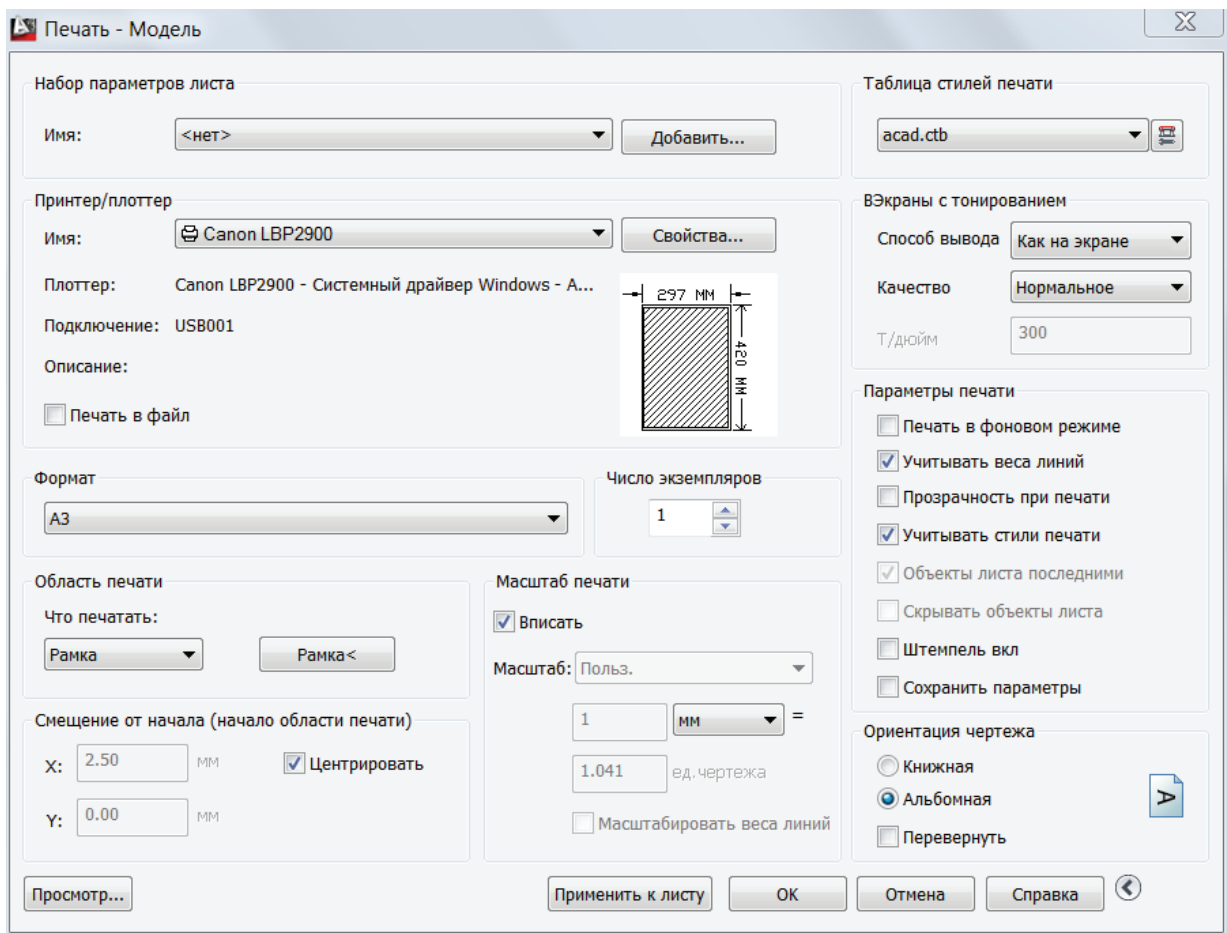 Печать - Модель
Набор параметров листа
Имя: <нет> Добавить...
Принтер/плоттер
Имя: Canon LBP2900 Свойства...
Плоттер: Canon LBP2900 - Системный драйвер Windows - A...
Подключение: USB001
Описание:
Печать в файл
297 MM
420 MM
Формат
A3
Число экземпляров
1
Область печати
Что печатать:
Рамка Рамка<
Смещение от начала (начало области печати)
X: 2.50 мм Центрировать
Y: 0.00 мм
Масштаб печати
Вписать
Масштаб: Польз.
1 мм =
1.041 ед.чертежа
Масштабировать веса линий
Таблица стилей печати
acad.ctb
ВЭкраны с тонированием
Способ вывода Как на экране
Качество Нормальное
Т/дюйм 300
Параметры печати
Печать в фоновом режиме
Учитывать веса линий
Прозрачность при печати
Учитывать стили печати
Объекты листа последними
Скрывать объекты листа
Штемпель вкл
Сохранить параметры
Ориентация чертежа
Книжная
Альбомная
Перевернуть
A
Просмотр... Применить к листу ОК Отмена Справка